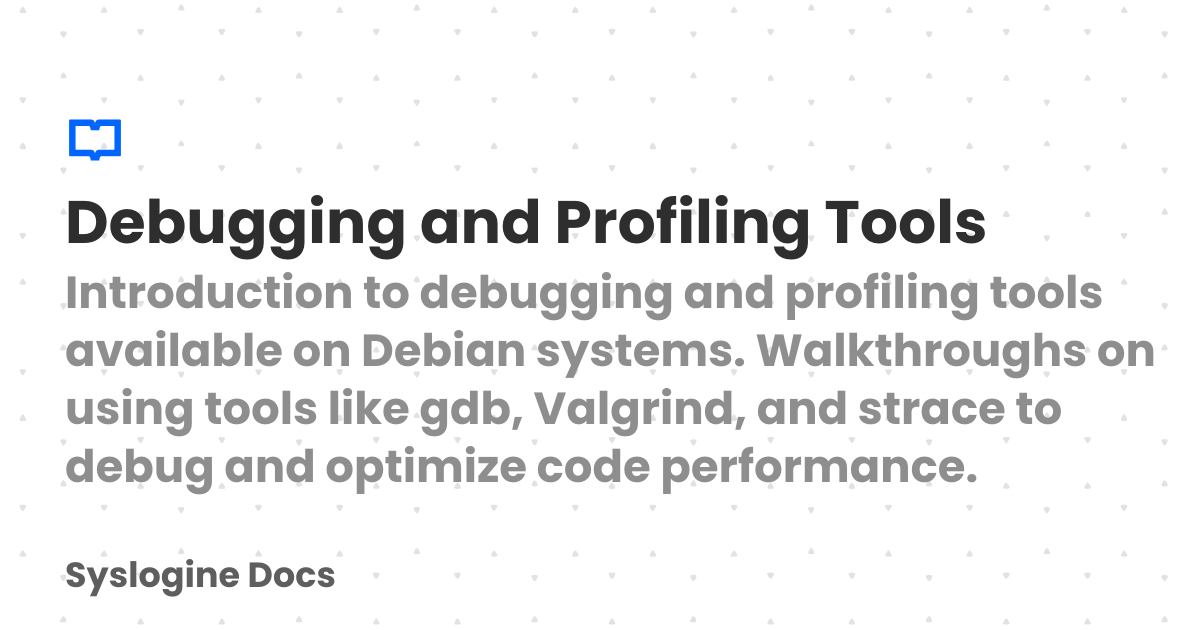 Debugging and Profiling Tools
Introduction to debugging and profiling tools
available on Debian systems. Walkthroughs on
using tools like gdb, Valgrind, and strace to
debug and optimize code performance.
Syslogine Docs